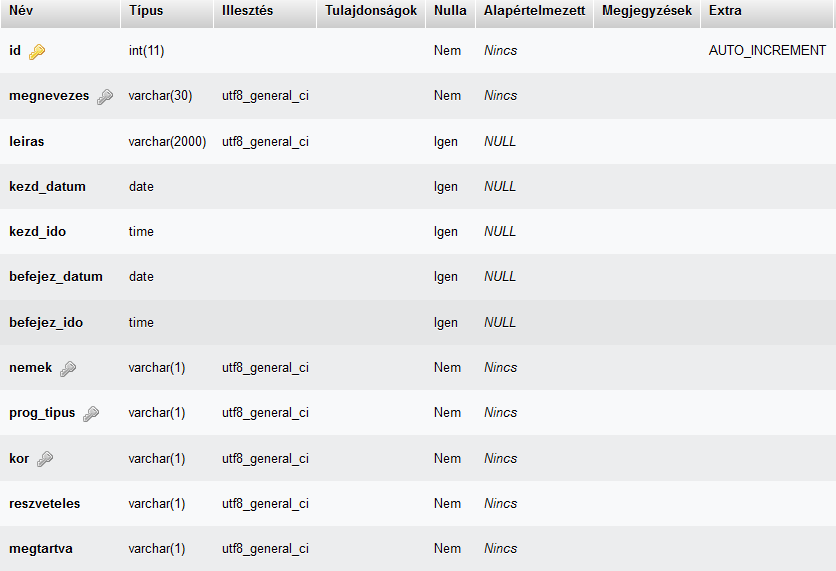 Név Típus Illesztés Tulajdonságok Nulla Alapértelmezett Megjegyzések Extra
id int(11) Nem Nincs AUTO_INCREMENT
megnevezes varchar(30) utf8_general_ci Nem Nincs
leiras varchar(2000) utf8_general_ci Igen NULL
kezd_datum date Igen NULL
kezd_ido time Igen NULL
befejez_datum date Igen NULL
befejez_ido time Igen NULL
nemek varchar(1) utf8_general_ci Nem Nincs
prog_tipus varchar(1) utf8_general_ci Nem Nincs
kor varchar(1) utf8_general_ci Nem Nincs
reszveteles varchar(1) utf8_general_ci Nem Nincs
megtartva varchar(1) utf8_general_ci Nem Nincs